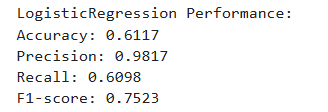 LogisticRegression Performance:
Accuracy: 0.6117
Precision: 0.9817
Recall: 0.6098
F1-score: 0.7523